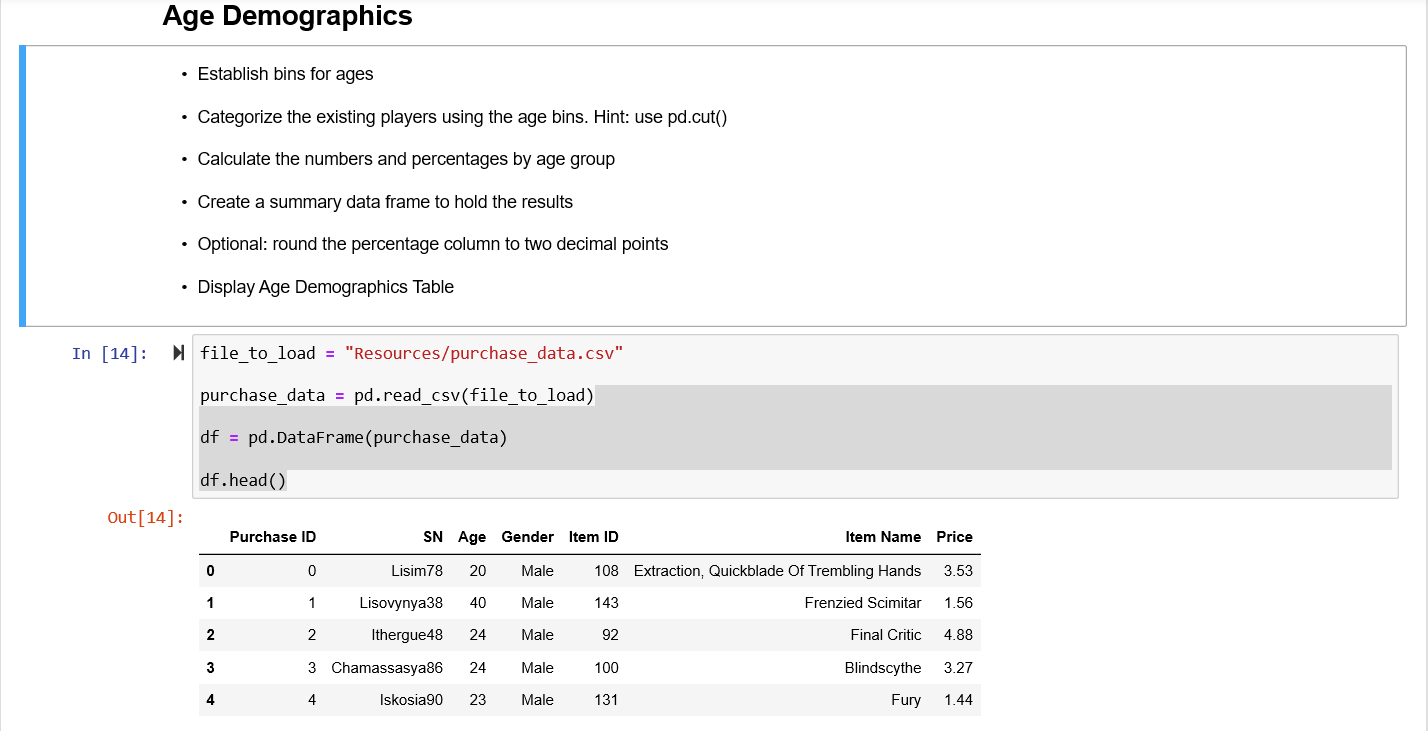 Age Demographics
• Establish bins for ages
• Categorize the existing players using the age bins. Hint: use pd.cut()
• Calculate the numbers and percentages by age group
• Create a summary data frame to hold the results
• Optional: round the percentage column to two decimal points
• Display Age Demographics Table
In [14]: file_to_load = "Resources/purchase_data.csv"
purchase_data = pd.read_csv(file_to_load)
df = pd.DataFrame(purchase_data)
df.head()
Out[14]:
Purchase ID SN Age Gender Item ID Item Name Price
0 0 Lisim78 20 Male 108 Extraction, Quickblade Of Trembling Hands 3.53
1 1 Lisovynya38 40 Male 143 Frenzied Scimitar 1.56
2 2 Ithergue48 24 Male 92 Final Critic 4.88
3 3 Chamassasya86 24 Male 100 Blindscythe 3.27
4 4 Iskosia90 23 Male 131 Fury 1.44